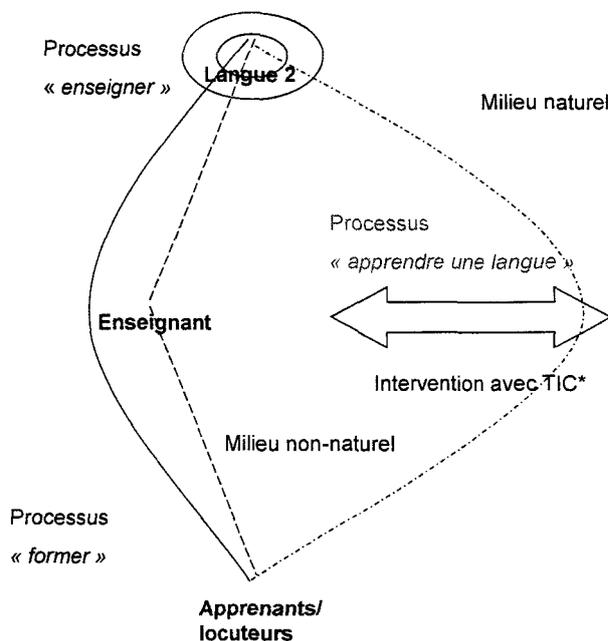 Processus
« enseigner »
Langue 2
Milieu naturel
Processus
« apprendre une langue »
Enseignant
Intervention avec TIC*
Milieu non-naturel
Processus
« former »
Apprenants/
locuteurs